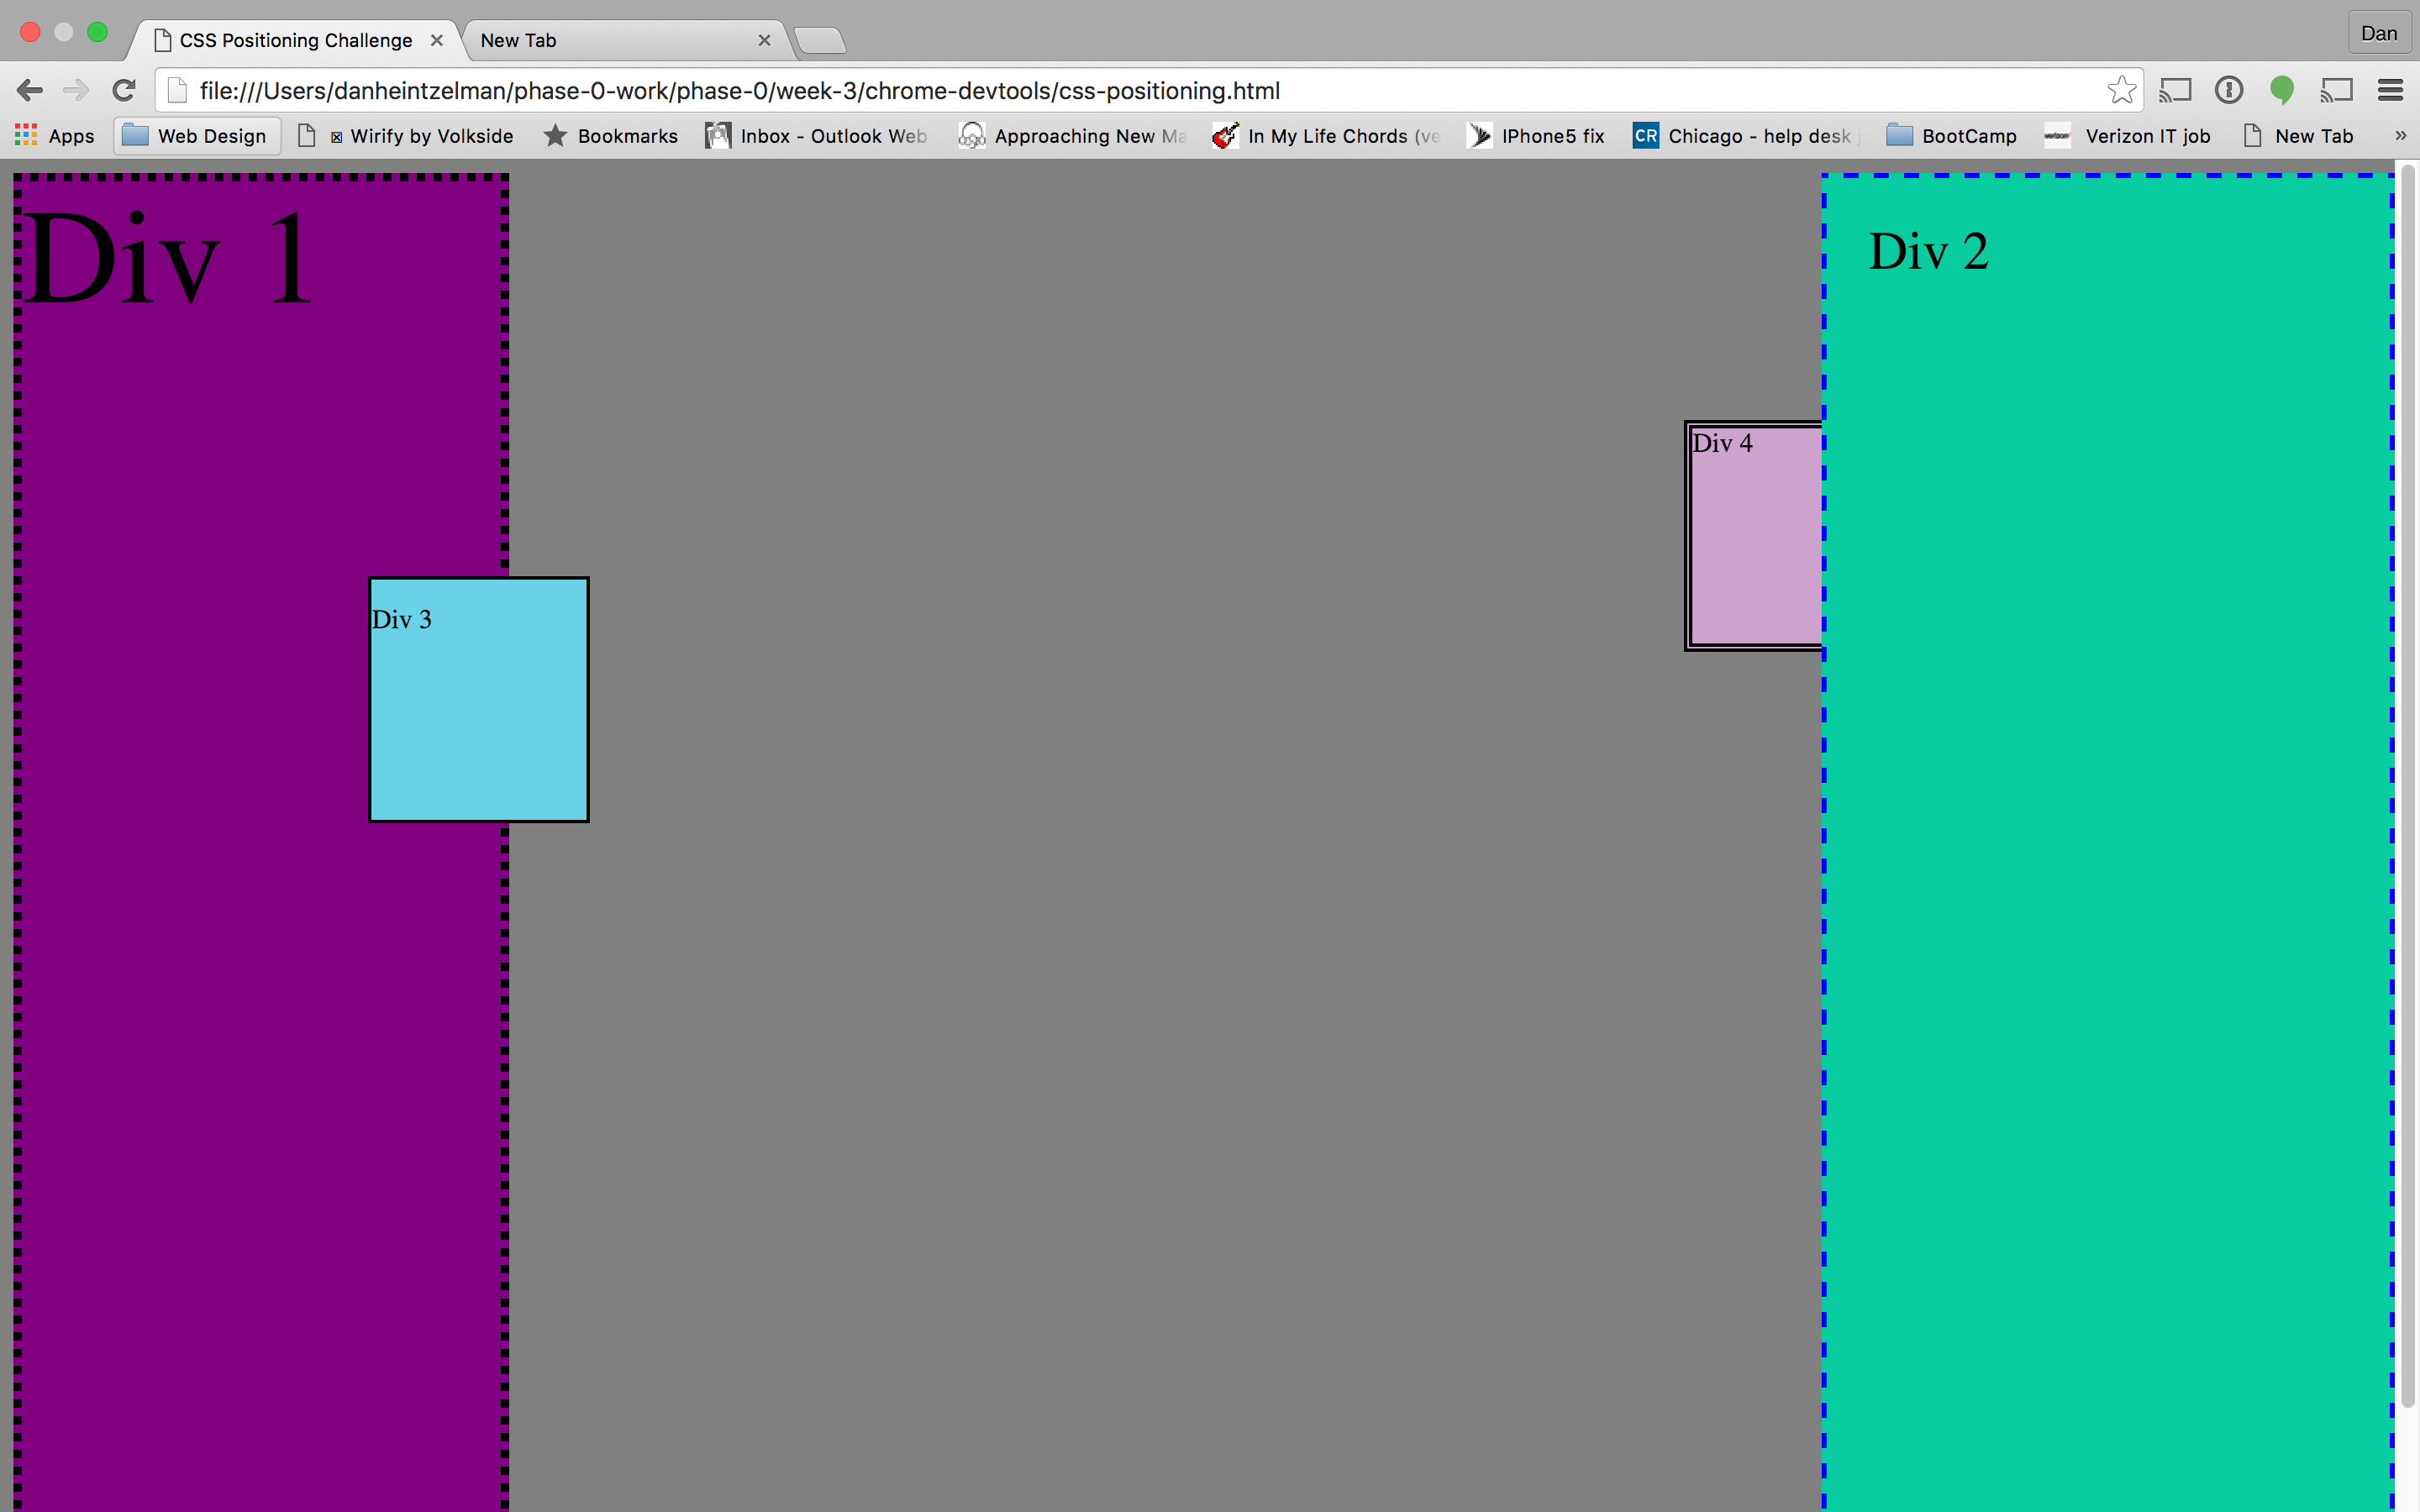 CSS Positioning Challenge
New Tab
Dan
file:///Users/danheintzelman/phase-0-work/phase-0/week-3/chrome-devtools/css-positioning.html
Apps Web Design Wirify by Volkside Bookmarks Inbox - Outlook Web Approaching New Ma In My Life Chords (ve IPhone5 fix CR Chicago - help desk Verizon IT job BootCamp New Tab »
Div 1
Div 2
Div 4
Div 3